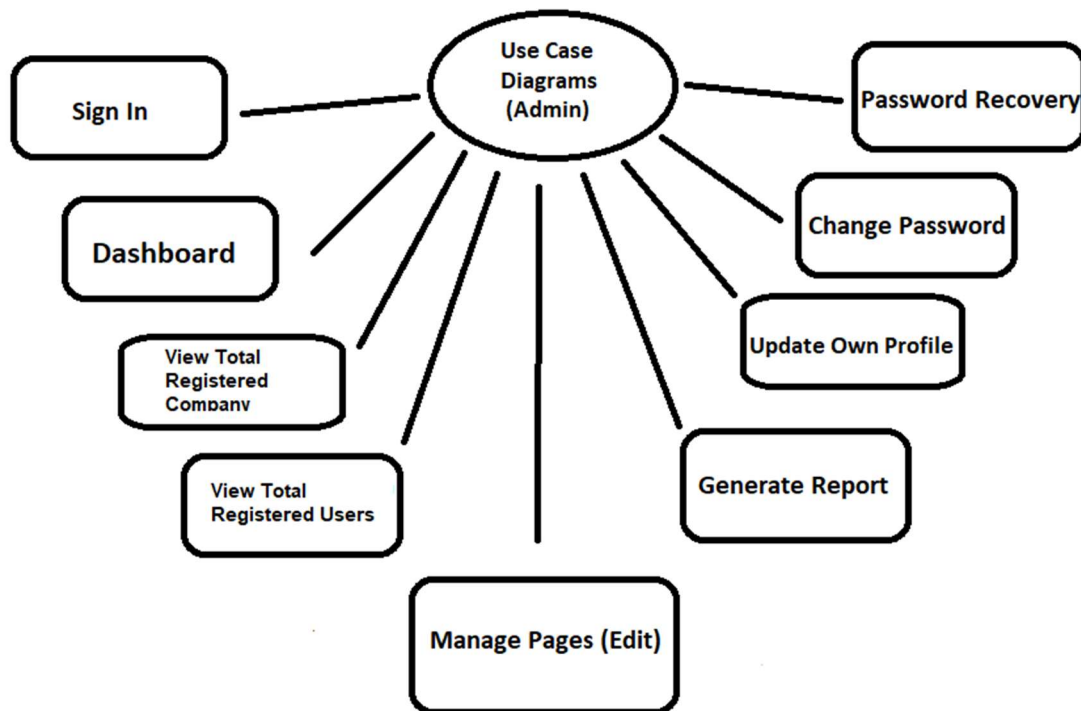 Use Case
Diagrams
(Admin)
Sign In
Password Recovery
Dashboard
Change Password
View Total
Registered
Company
Update Own Profile
View Total
Registered Users
Generate Report
Manage Pages (Edit)